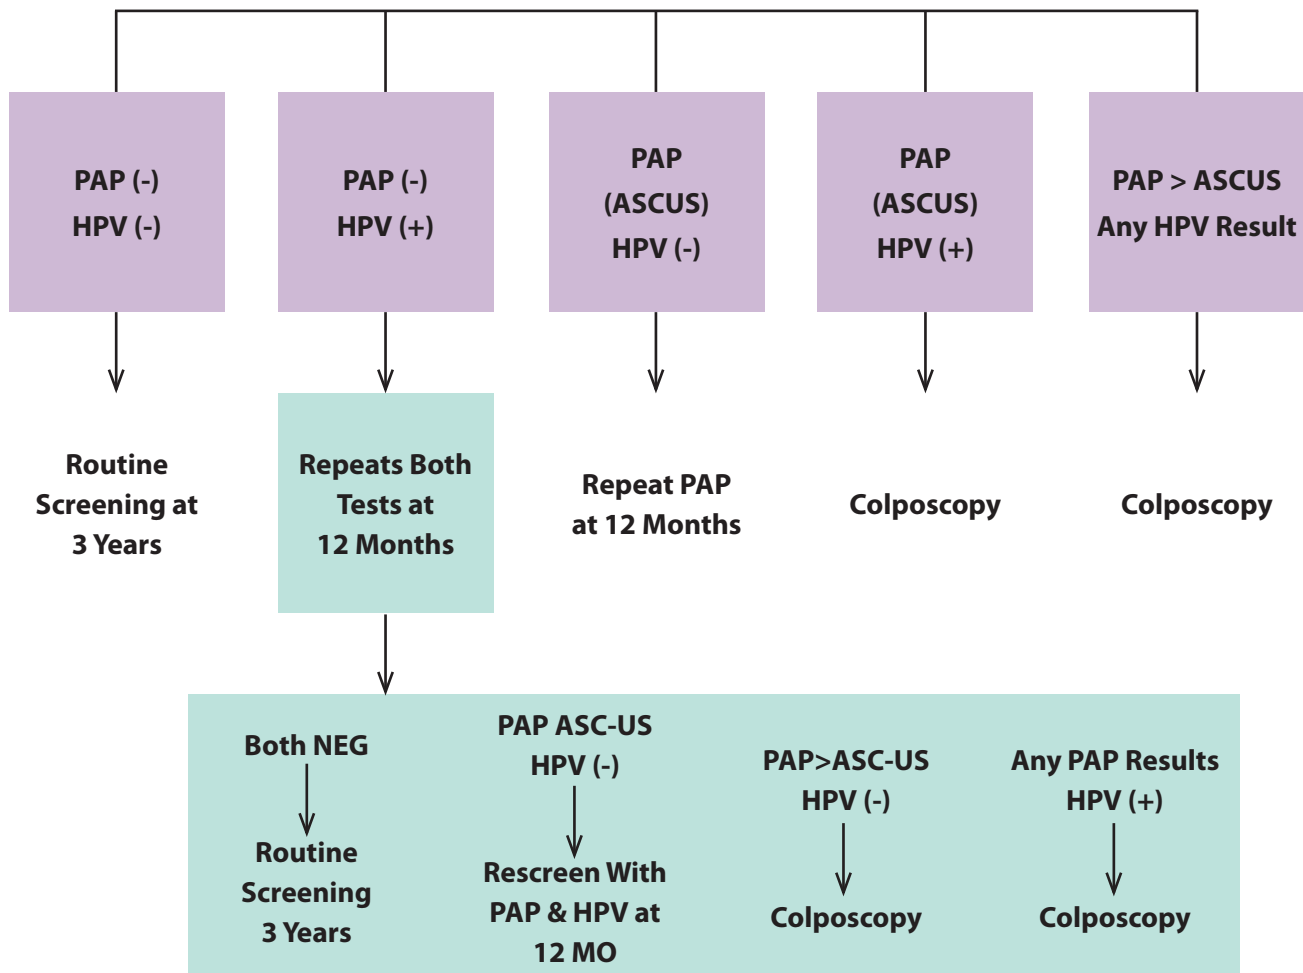 PAP (-)
HPV (-)
PAP (-)
HPV (+)
PAP
(ASCUS)
HPV (-)
PAP
(ASCUS)
HPV (+)
PAP > ASCUS
Any HPV Result
Routine
Screening at
3 Years
Repeats Both
Tests at
12 Months
Repeat PAP
at 12 Months
Colposcopy
Colposcopy
Both NEG
Routine
Screening
3 Years
PAP ASC-US
HPV (-)
Rescreen With
PAP & HPV at
12 MO
PAP>ASC-US
HPV (-)
Colposcopy
Any PAP Results
HPV (+)
Colposcopy